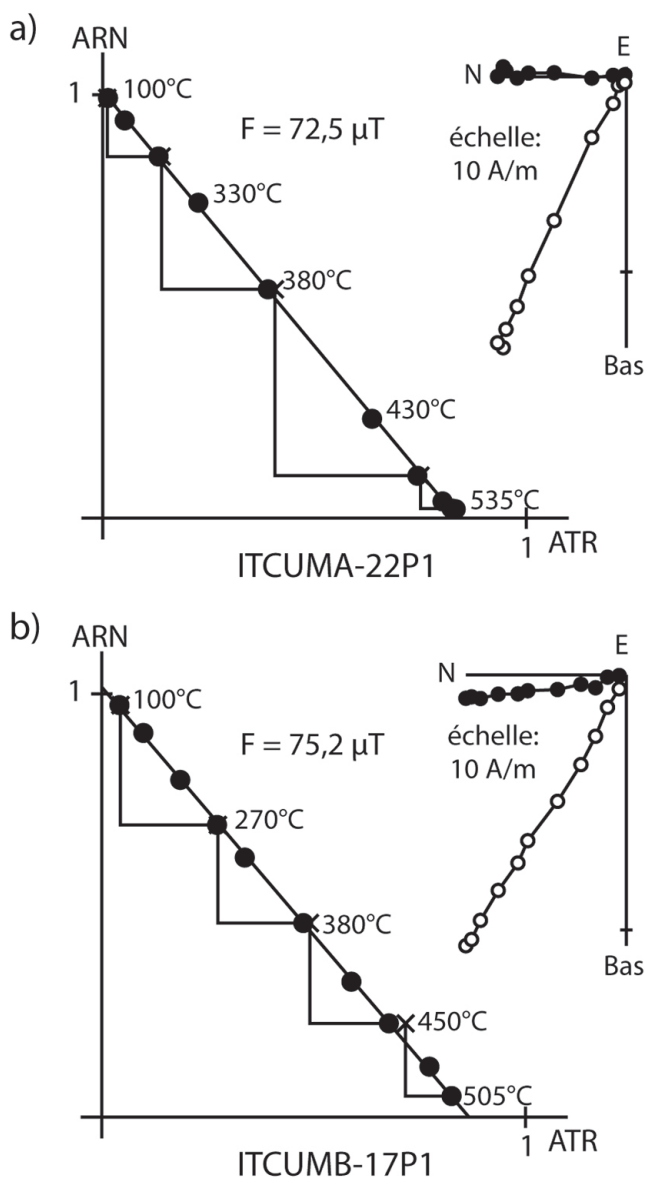 a)
ARN
1
100°C
F = 72,5 µT
330°C
380°C
430°C
535°C
1
ATR
N
E
échelle:
10 A/m
Bas
ITCUMA-22P1
b)
ARN
1
100°C
F = 75,2 µT
270°C
380°C
450°C
505°C
1
ATR
N
E
échelle:
10 A/m
Bas
ITCUMB-17P1